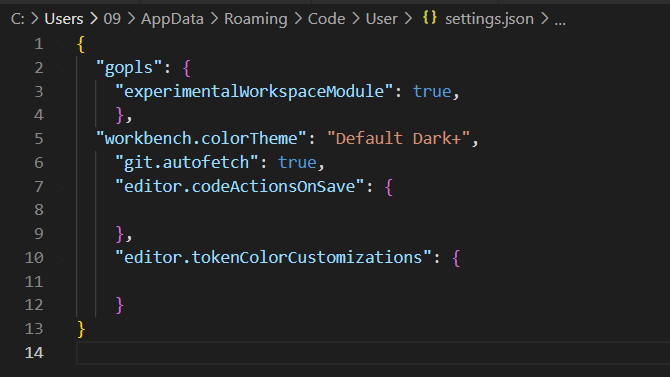 C: > Users > 09 > AppData > Roaming > Code > User > {} settings.json > ...
1 {
2 "gopls": {
3 "experimentalWorkspaceModule": true,
4 },
5 "workbench.colorTheme": "Default Dark+",
6 "git.autofetch": true,
7 "editor.codeActionsOnSave": {
8
9 },
10 "editor.tokenColorCustomizations": {
11
12 }
13 }
14